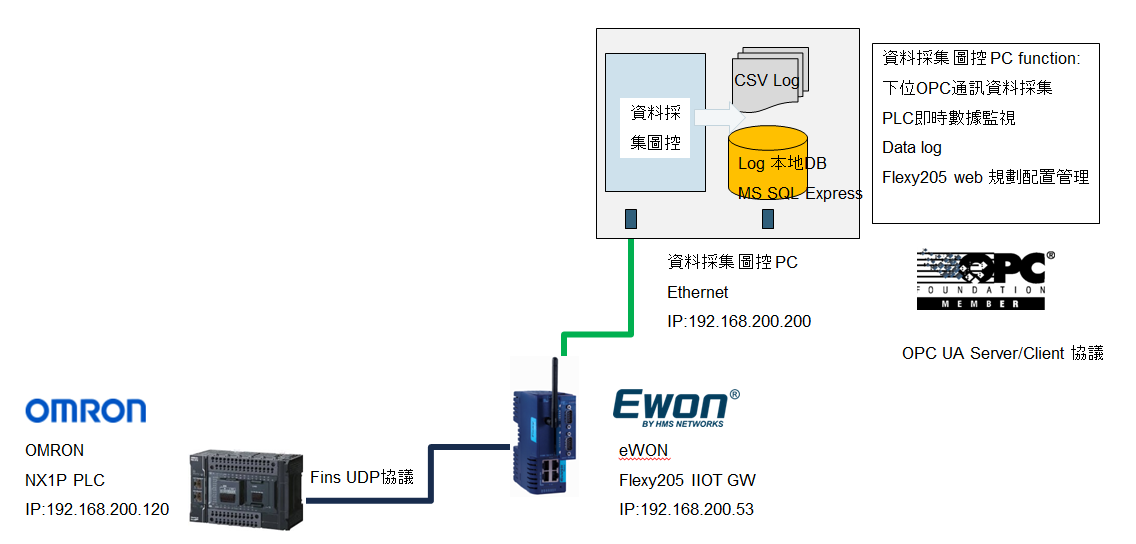 資料採
集圖控
CSV Log
Log 本地DB
MS SQL Express
資料採集圖控PC function:
下位OPC通訊資料採集
PLC即時數據監視
Data log
Flexy205 web 規劃配置管理
資料採集圖控PC
Ethernet
IP:192.168.200.200
OPC®
FOUNDATION
MEMBER
OPC UA Server/Client 協議
OMRON
OMRON
NX1P PLC
IP:192.168.200.120
Fins UDP協議
Ewon®
BY HMS NETWORKS
eWON
Flexy205 IIOT GW
IP:192.168.200.53